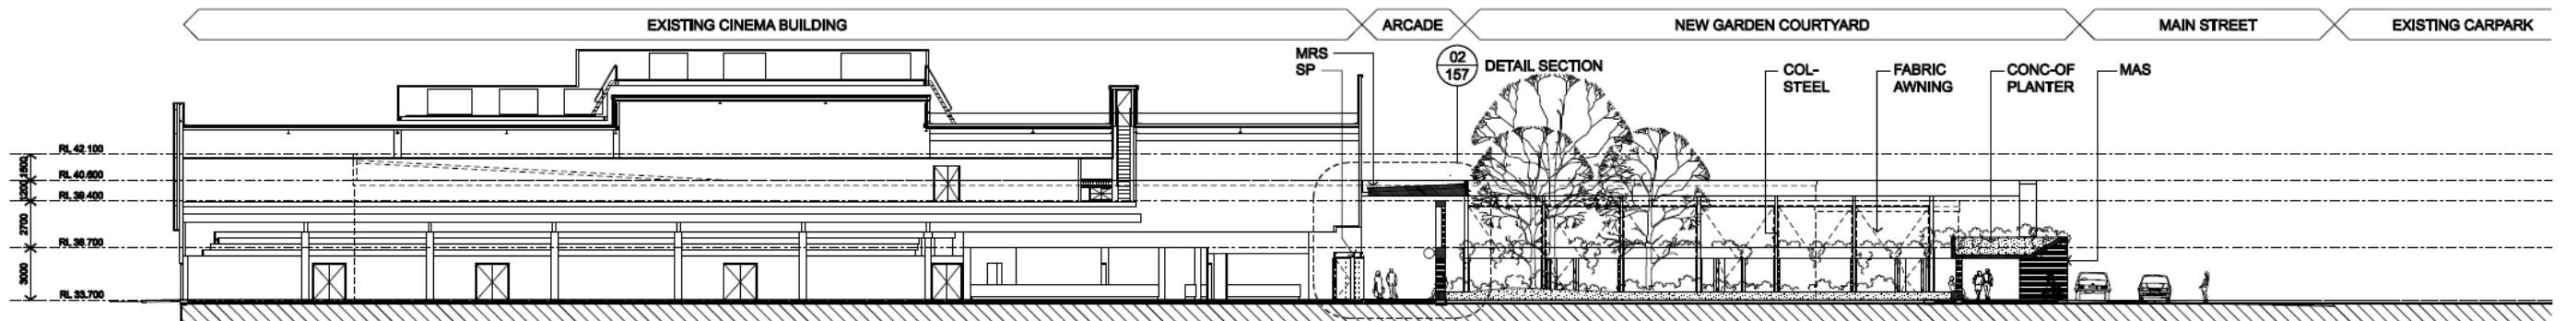 EXISTING CINEMA BUILDING
ARCADE
NEW GARDEN COURTYARD
MAIN STREET
EXISTING CARPARK
MRS
SP
02
157
DETAIL SECTION
COL-
STEEL
FABRIC
AWNING
CONC-OF
PLANTER
MAS
RL 42.100
1500
RL 40.600
1200
RL 39.400
2700
RL 36.700
3000
RL 33.700